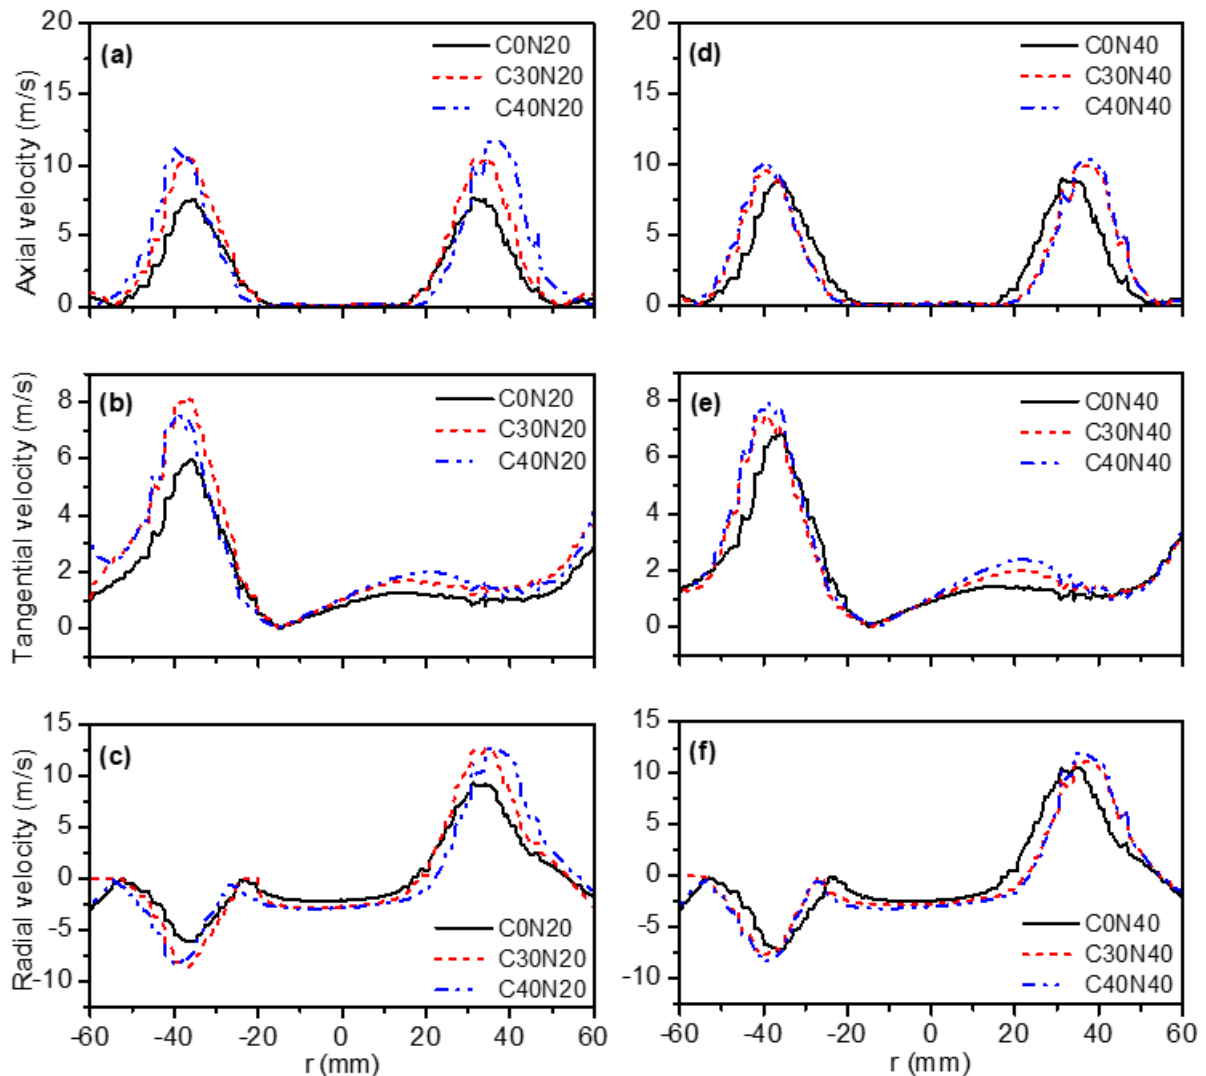 (a)
C0N20
C30N20
C40N20
Axial velocity (m/s)
20
15
10
5
0
(d)
C0N40
C30N40
C40N40
20
15
10
5
0
(b)
C0N20
C30N20
C40N20
Tangential velocity (m/s)
8
6
4
2
0
(e)
C0N40
C30N40
C40N40
8
6
4
2
0
(c)
C0N20
C30N20
C40N20
Radial velocity (m/s)
15
10
5
0
-5
-10
-60 -40 -20 0 20 40 60
r (mm)
(f)
C0N40
C30N40
C40N40
15
10
5
0
-5
-10
-60 -40 -20 0 20 40 60
r (mm)